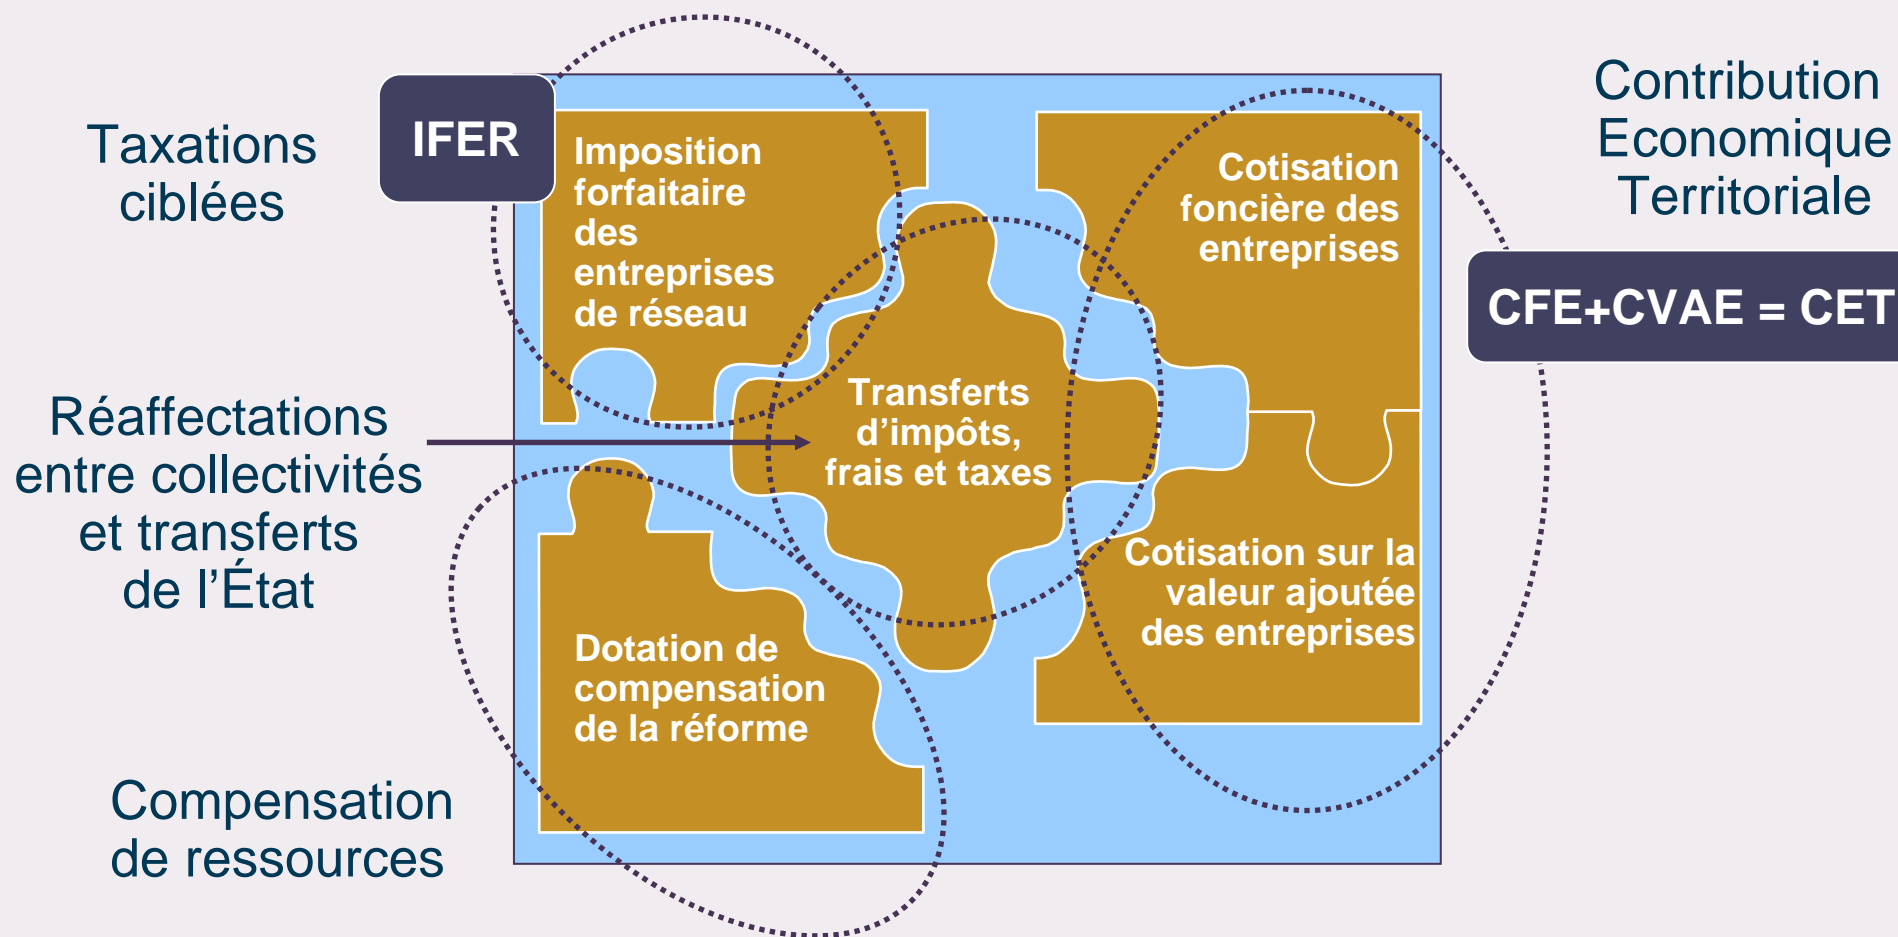 Taxations
ciblées
IFER
Imposition
forfaitaire
des
entreprises
de réseau
Cotisation
foncière des
entreprises
Contribution
Economique
Territoriale
CFE+CVAE = CET
Réaffectations
entre collectivités
et transferts
de l’État
Transferts
d’impôts,
frais et taxes
Cotisation sur la
valeur ajoutée
des entreprises
Dotation de
compensation
de la réforme
Compensation
de ressources